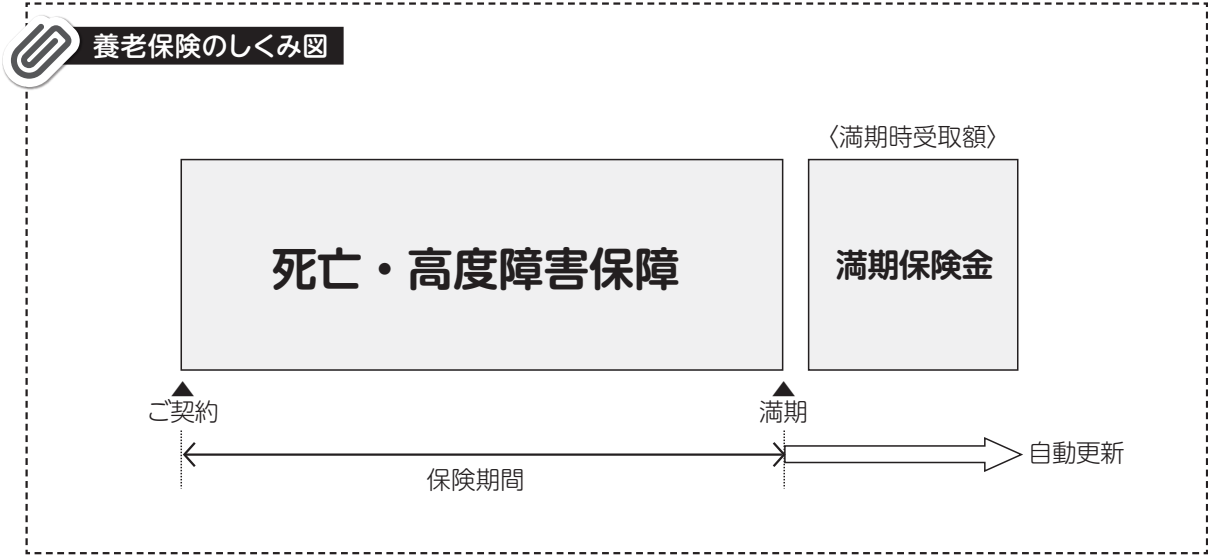 養老保険のしくみ図
〈満期時受取額〉
死亡・高度障害保障
満期保険金
ご契約
満期
自動更新
保険期間